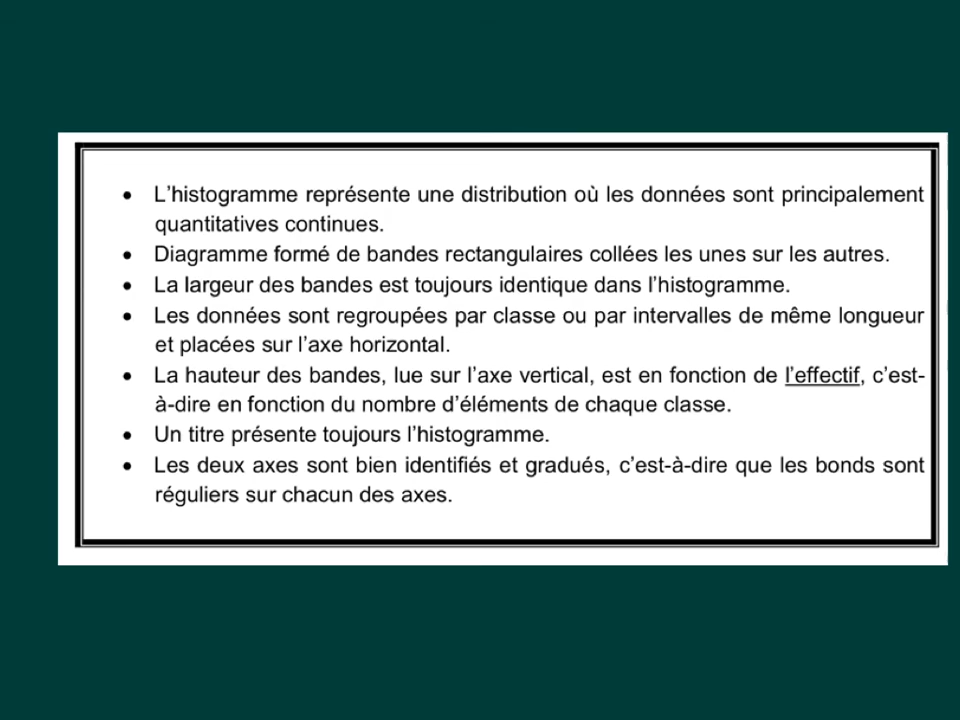 • L'histogramme représente une distribution où les données sont principalement
quantitatives continues.
• Diagramme formé de bandes rectangulaires collées les unes sur les autres.
• La largeur des bandes est toujours identique dans l'histogramme.
• Les données sont regroupées par classe ou par intervalles de même longueur
et placées sur l'axe horizontal.
• La hauteur des bandes, lue sur l'axe vertical, est en fonction de l'effectif, c'est-
à-dire en fonction du nombre d'éléments de chaque classe.
• Un titre présente toujours l'histogramme.
• Les deux axes sont bien identifiés et gradués, c'est-à-dire que les bonds sont
réguliers sur chacun des axes.